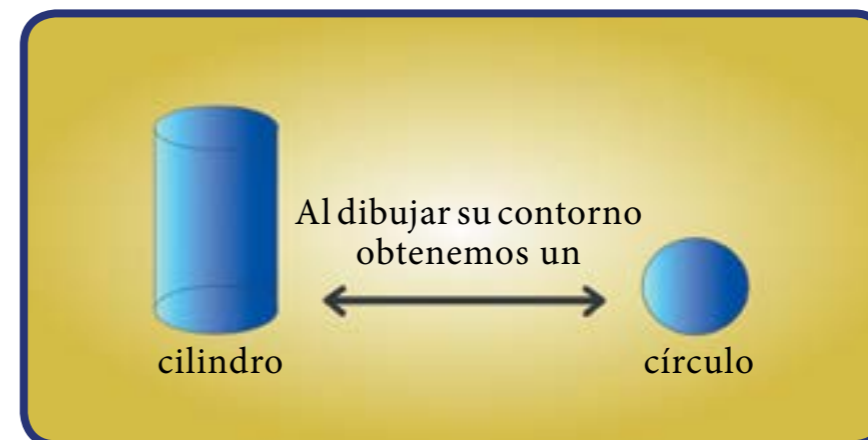 Al dibujar su contorno
obtenemos un
cilindro
círculo